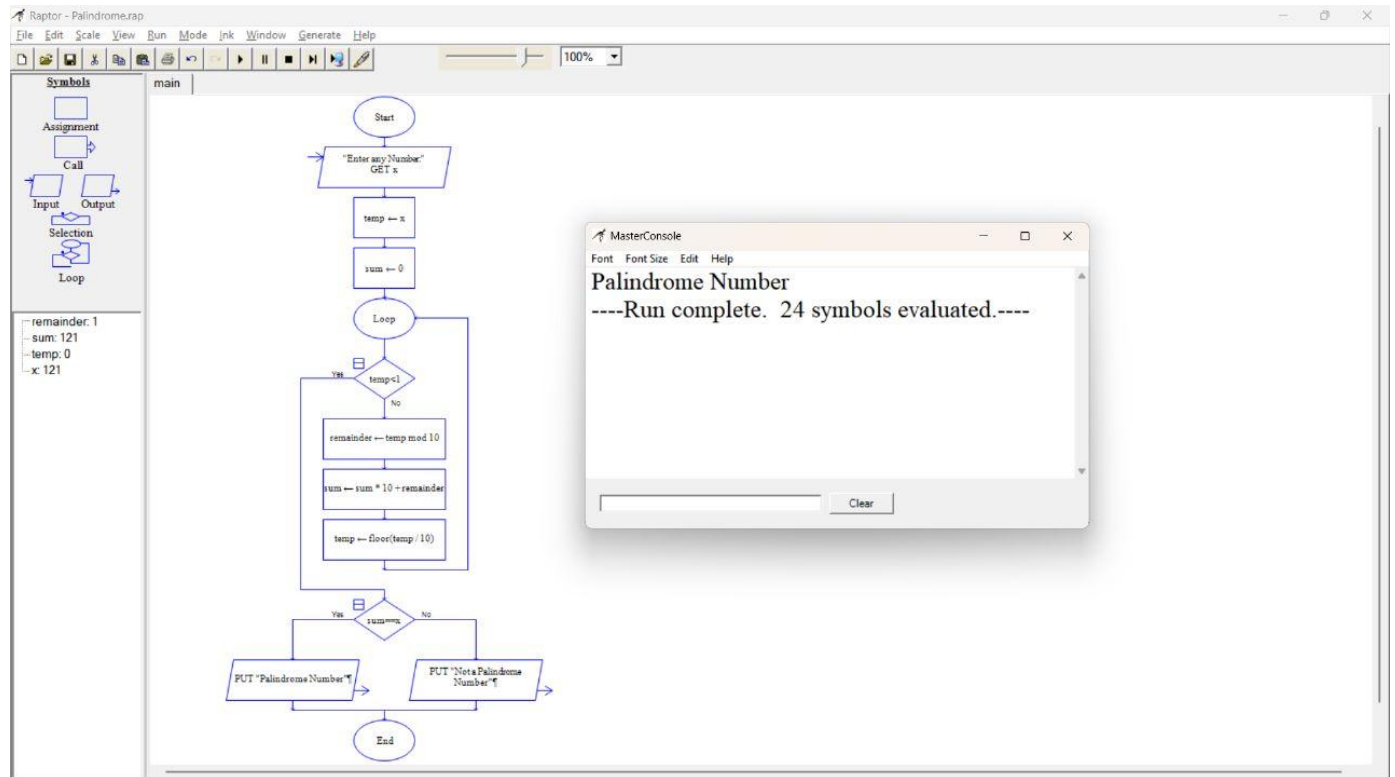 Raptor - Palindrome.rap
File Edit Scale View Run Mode Ink Window Generate Help
100%
Symbols
Assignment
Call
Input Output
Selection
Loop
remainder: 1
sum: 121
temp: 0
x: 121
main
Start
"Enter any Number:"
GET x
temp ← x
sum ← 0
Loop
Yes
temp<1
No
remainder ← temp mod 10
sum ← sum * 10 + remainder
temp ← floor(temp / 10)
Yes
sum==x
No
PUT "Palindrome Number"¶
PUT "Not a Palindrome
Number"¶
End
MasterConsole
Font Font Size Edit Help
Palindrome Number
----Run complete. 24 symbols evaluated.----
Clear